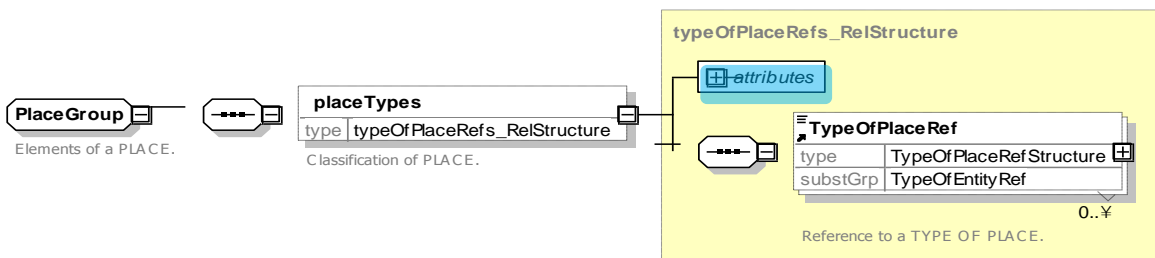 typeOfPlaceRefs_RelStructure
attributes
PlaceGroup
Elements of a PLACE.
placeTypes
type typeOfPlaceRefs_RelStructure
Classification of PLACE.
TypeOfPlaceRef
type TypeOfPlaceRefStructure
substGrp TypeOfEntityRef
0..¥
Reference to a TYPE OF PLACE.